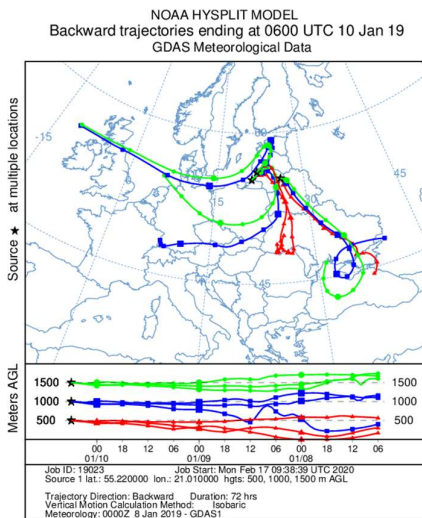 NOAA HYSPLIT MODEL
Backward trajectories ending at 0600 UTC 10 Jan 19
GDAS Meteorological Data
Source ★ at multiple locations
-15
60
45
15
15
45
45
Meters AGL
1500
1000
500
1500
1000
500
00 18 12 06 00 18 12 06 00 18 12 06
01/10 01/09 01/08
Job ID: 19023 Job Start: Mon Feb 17 09:38:39 UTC 2020
Source 1 lat.: 55.220000 lon.: 21.010000 hgts: 500, 1000, 1500 m AGL
Trajectory Direction: Backward Duration: 72 hrs
Vertical Motion Calculation Method: Isobaric
Meteorology: 0000Z 8 Jan 2019 - GDAS1